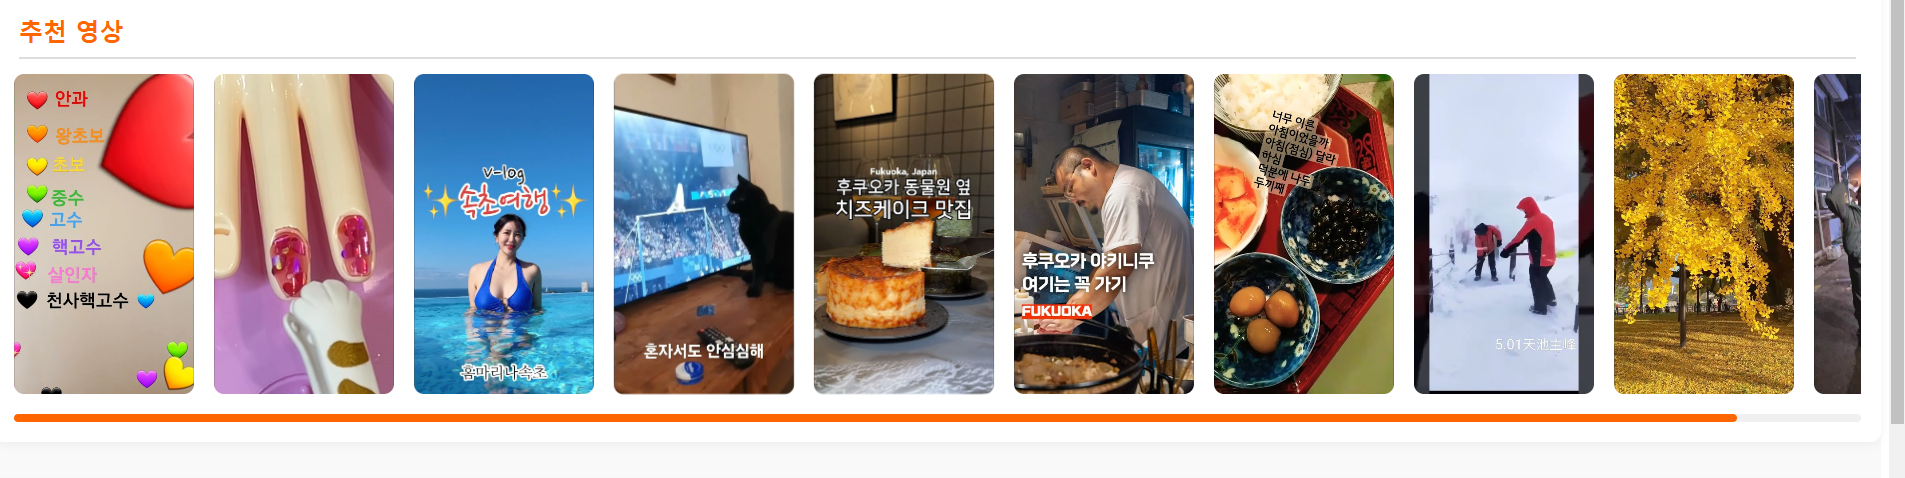 추천 영상
안과
왕초보
초보
중수
고수
핵고수
살인자
천사핵고수
v-log
속초여행
홈마리나속초
혼자서도 안심심해
Fukuoka, Japan
후쿠오카 동물원 옆
치즈케이크 맛집
후쿠오카 야키니쿠
여기는 꼭 가기
FUKUOKA
너무 이른
아침이었을까
아침(점심) 달라
하심
덕분에 나두
두끼째
5.01天池主峰